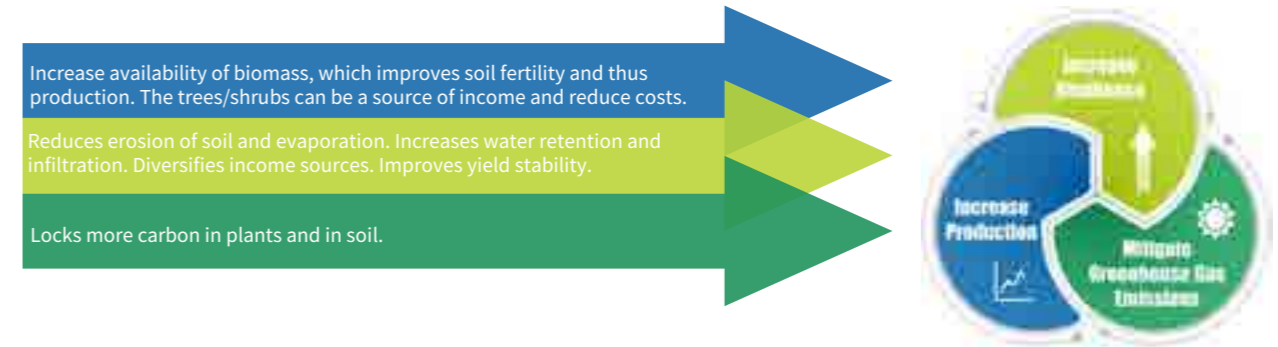 Increase availability of biomass, which improves soil fertility and thus
production. The trees/shrubs can be a source of income and reduce costs.
Reduces erosion of soil and evaporation. Increases water retention and
infiltration. Diversifies income sources. Improves yield stability.
Locks more carbon in plants and in soil.
Increase
Resilience
Increase
Production
Mitigate
Greenhouse Gas
Emissions